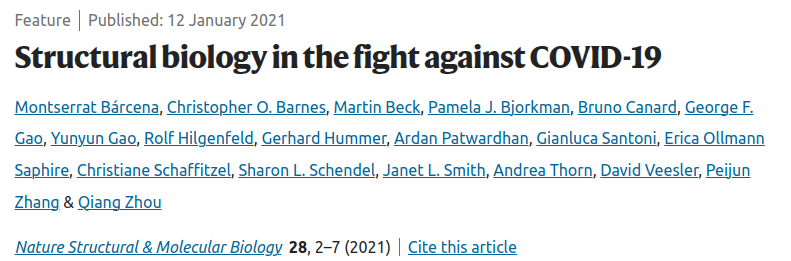 Feature | Published: 12 January 2021
Structural biology in the fight against COVID-19
Montserrat Bárcena, Christopher O. Barnes, Martin Beck, Pamela J. Bjorkman, Bruno Canard, George F.
Gao, Yunyun Gao, Rolf Hilgenfeld, Gerhard Hummer, Ardan Patwardhan, Gianluca Santoni, Erica Ollmann
Saphire, Christiane Schaffitzel, Sharon L. Schendel, Janet L. Smith, Andrea Thorn, David Veesler, Peijun
Zhang & Qiang Zhou
Nature Structural & Molecular Biology 28, 2–7 (2021) | Cite this article